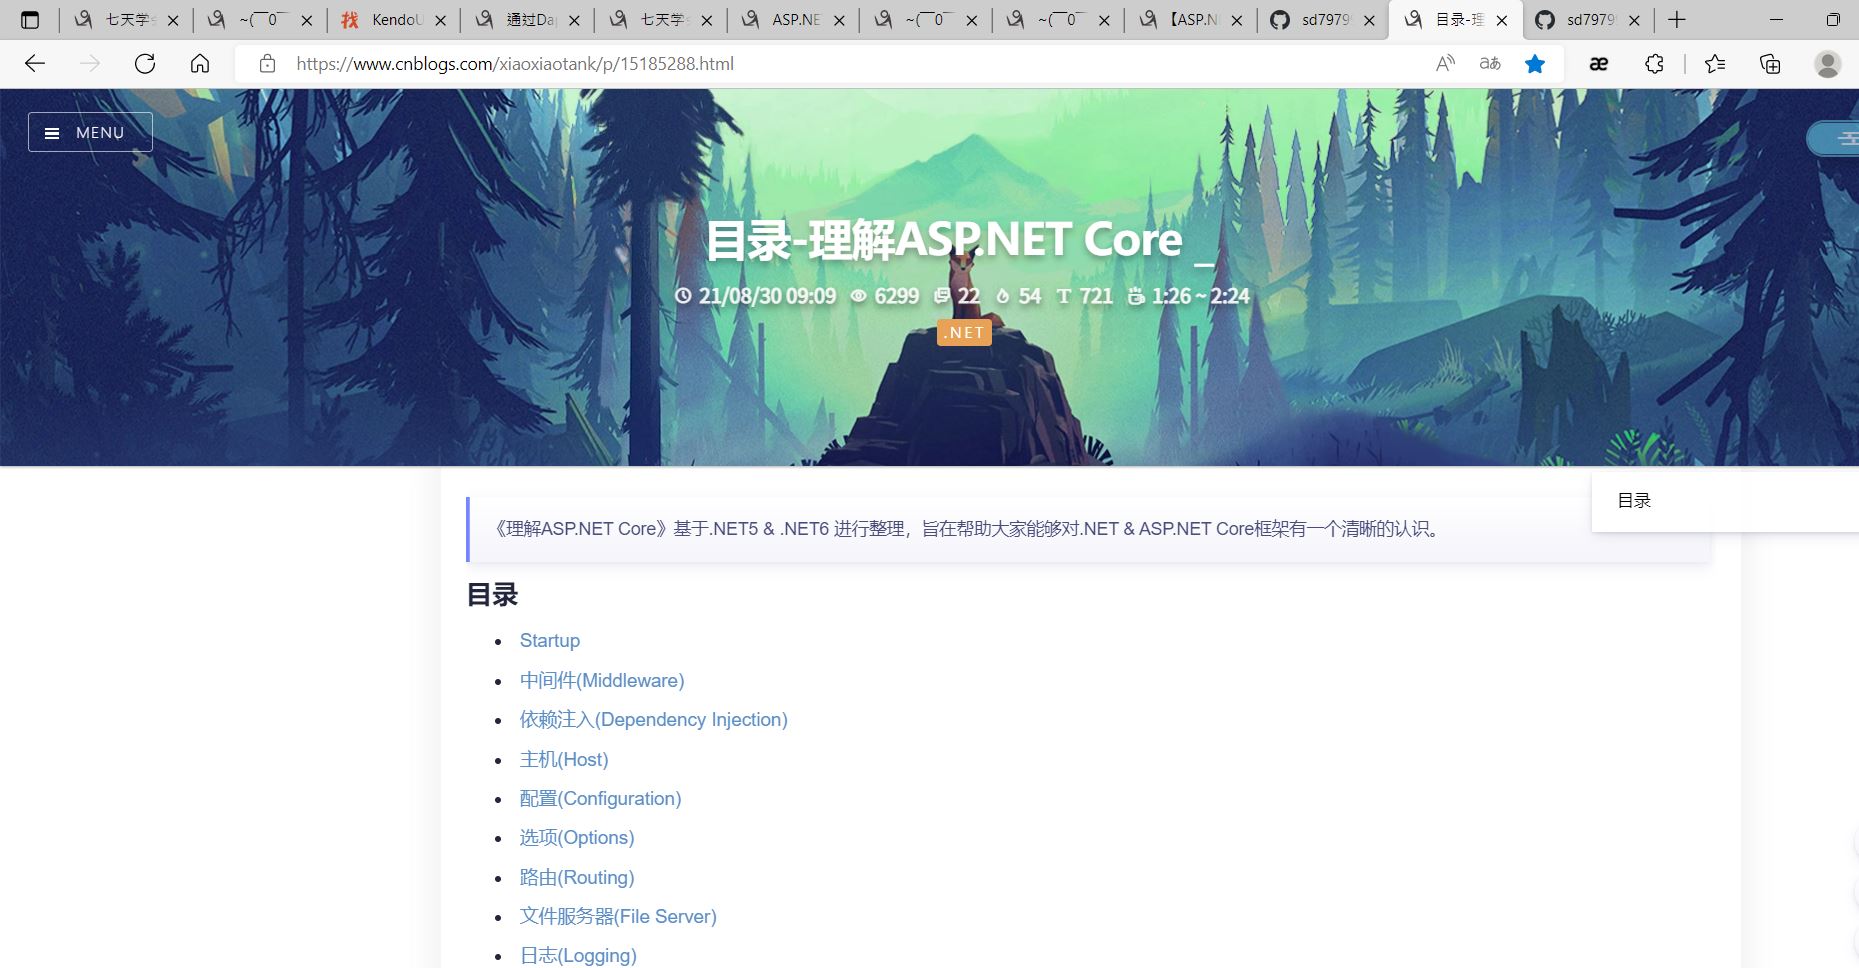 七天学会
~(￣0￣
KendoU
通过Dap
七天学会
ASP.NE
~(￣0￣
~(￣0￣
【ASP.N
sd7979
目录-理
sd7979
https://www.cnblogs.com/xiaoxiaotank/p/15185288.html
MENU
目录-理解ASP.NET Core _
21/08/30 09:09 6299 22 54 721 1:26 ~ 2:24
.NET
《理解ASP.NET Core》基于.NET5 & .NET6 进行整理，旨在帮助大家能够对.NET & ASP.NET Core框架有一个清晰的认识。
目录
目录
Startup
中间件(Middleware)
依赖注入(Dependency Injection)
主机(Host)
配置(Configuration)
选项(Options)
路由(Routing)
文件服务器(File Server)
日志(Logging)